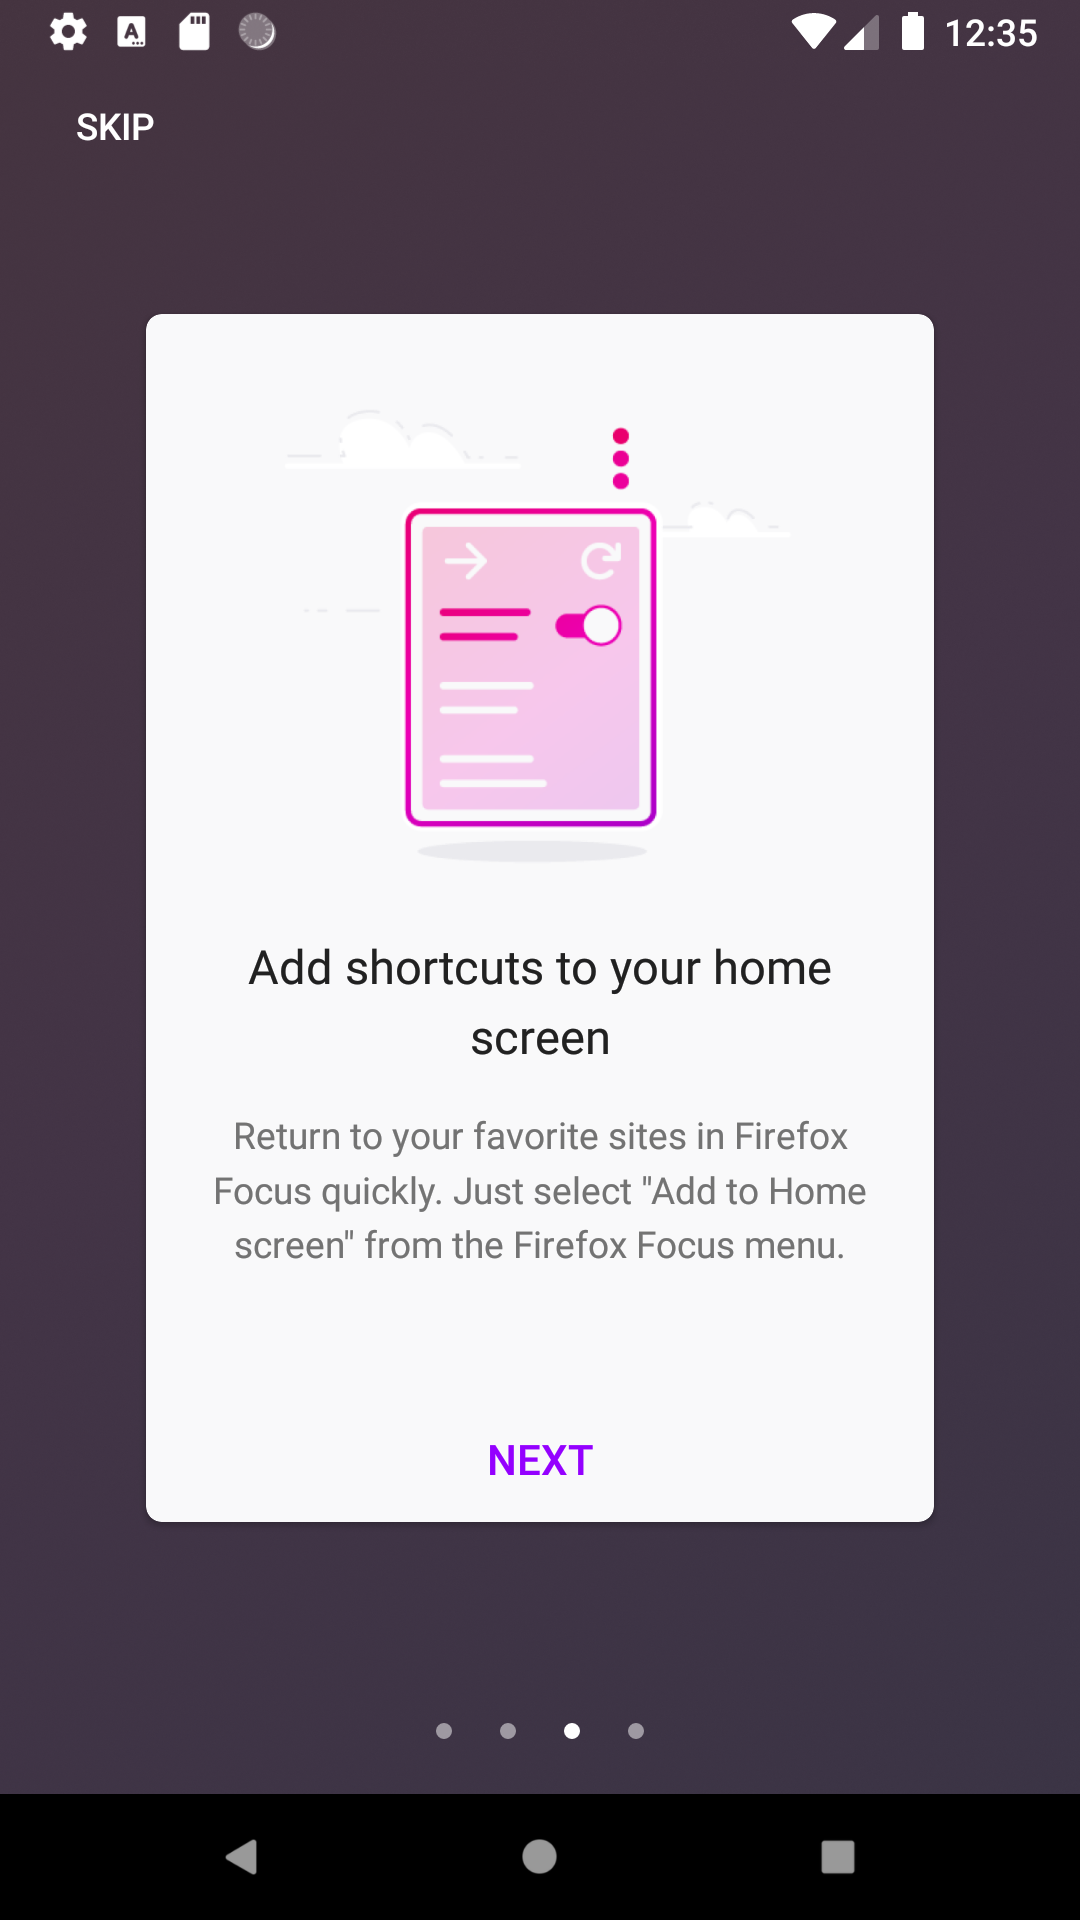 12:35
SKIP
Add shortcuts to your home
screen
Return to your favorite sites in Firefox
Focus quickly. Just select "Add to Home
screen" from the Firefox Focus menu.
NEXT